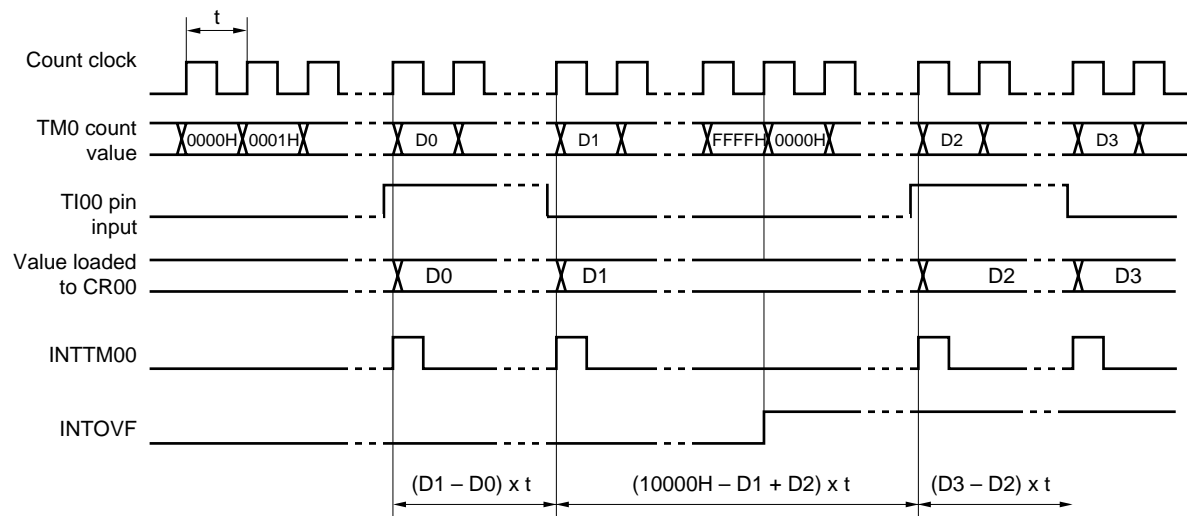 t
Count clock
TM0 count
value
0000H 0001H D0 D1 FFFFH 0000H D2 D3
TI00 pin
input
Value loaded
to CR00
D0 D1 D2 D3
INTTM00
INTOVF
(D1 – D0) x t (10000H – D1 + D2) x t (D3 – D2) x t